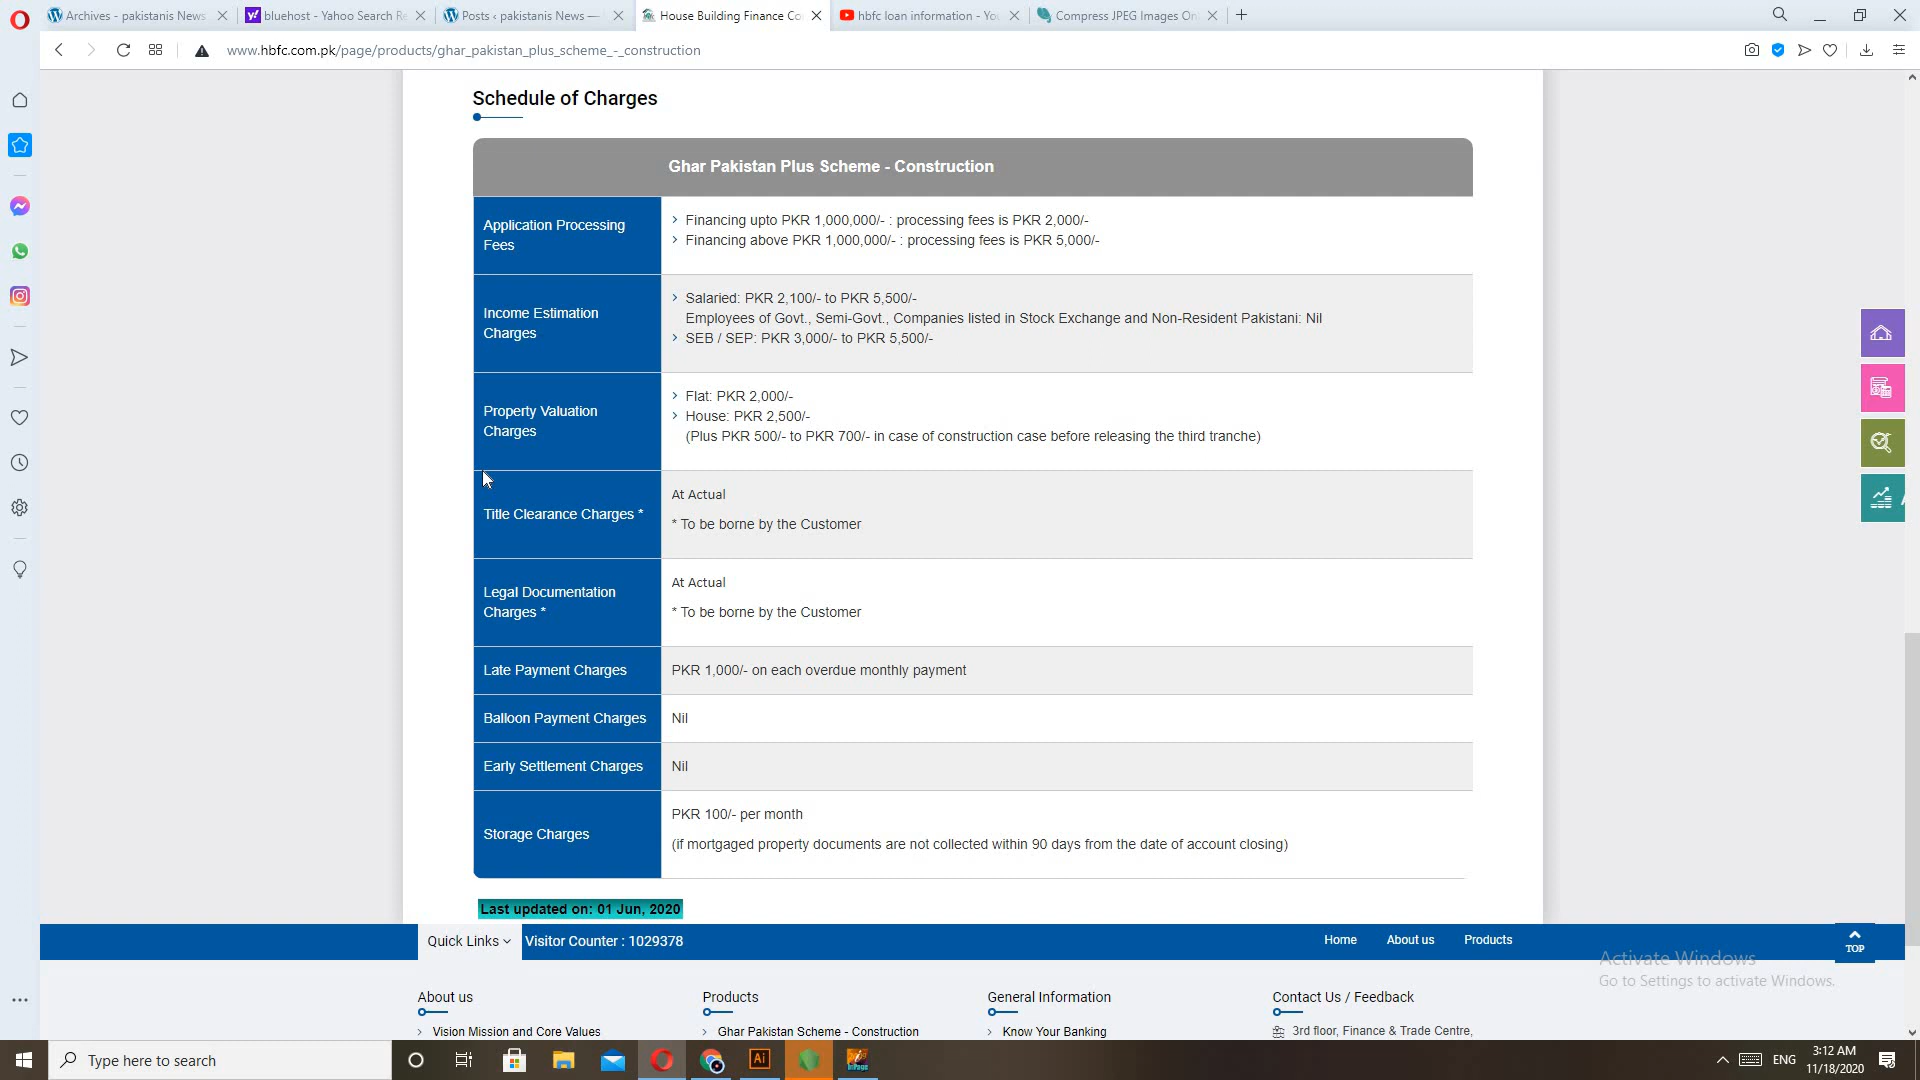 Archives - pakistanis News
bluehost - Yahoo Search Re
Posts ‹ pakistanis News —
House Building Finance Co
hbfc loan information - You
Compress JPEG Images On
www.hbfc.com.pk/page/products/ghar_pakistan_plus_scheme_-_construction
Schedule of Charges
Ghar Pakistan Plus Scheme - Construction
Application Processing
Fees
Financing upto PKR 1,000,000/- : processing fees is PKR 2,000/-
Financing above PKR 1,000,000/- : processing fees is PKR 5,000/-
Income Estimation
Charges
Salaried: PKR 2,100/- to PKR 5,500/-
Employees of Govt., Semi-Govt., Companies listed in Stock Exchange and Non-Resident Pakistani: Nil
SEB / SEP: PKR 3,000/- to PKR 5,500/-
Property Valuation
Charges
Flat: PKR 2,000/-
House: PKR 2,500/-
(Plus PKR 500/- to PKR 700/- in case of construction case before releasing the third tranche)
Title Clearance Charges *
At Actual
* To be borne by the Customer
Legal Documentation
Charges *
At Actual
* To be borne by the Customer
Late Payment Charges
PKR 1,000/- on each overdue monthly payment
Balloon Payment Charges
Nil
Early Settlement Charges
Nil
Storage Charges
PKR 100/- per month
(if mortgaged property documents are not collected within 90 days from the date of account closing)
Last updated on: 01 Jun, 2020
Quick Links
Visitor Counter : 1029378
Home
About us
Products
TOP
Activate Windows
Go to Settings to activate Windows.
About us
Products
General Information
Contact Us / Feedback
Vision Mission and Core Values
Ghar Pakistan Scheme - Construction
Know Your Banking
3rd floor, Finance & Trade Centre,
Type here to search
Ai
ENG
3:12 AM
11/18/2020